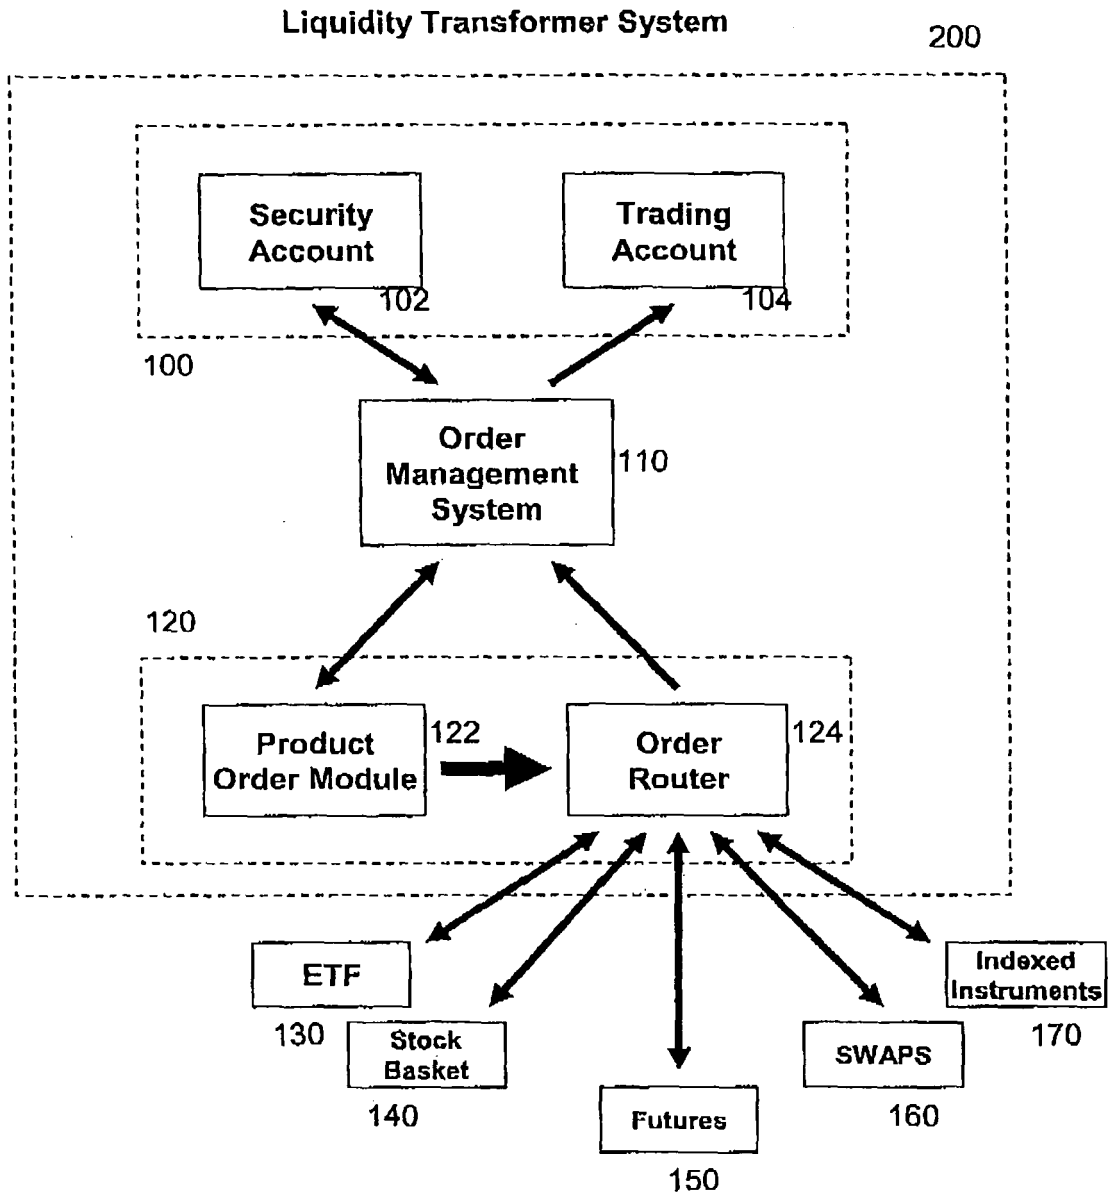 Liquidity Transformer System
200
Security
Account
102
Trading
Account
104
100
Order
Management
System
110
120
Product
Order Module
122
Order
Router
124
ETF
130
Stock
Basket
140
Futures
150
SWAPS
160
Indexed
Instruments
170